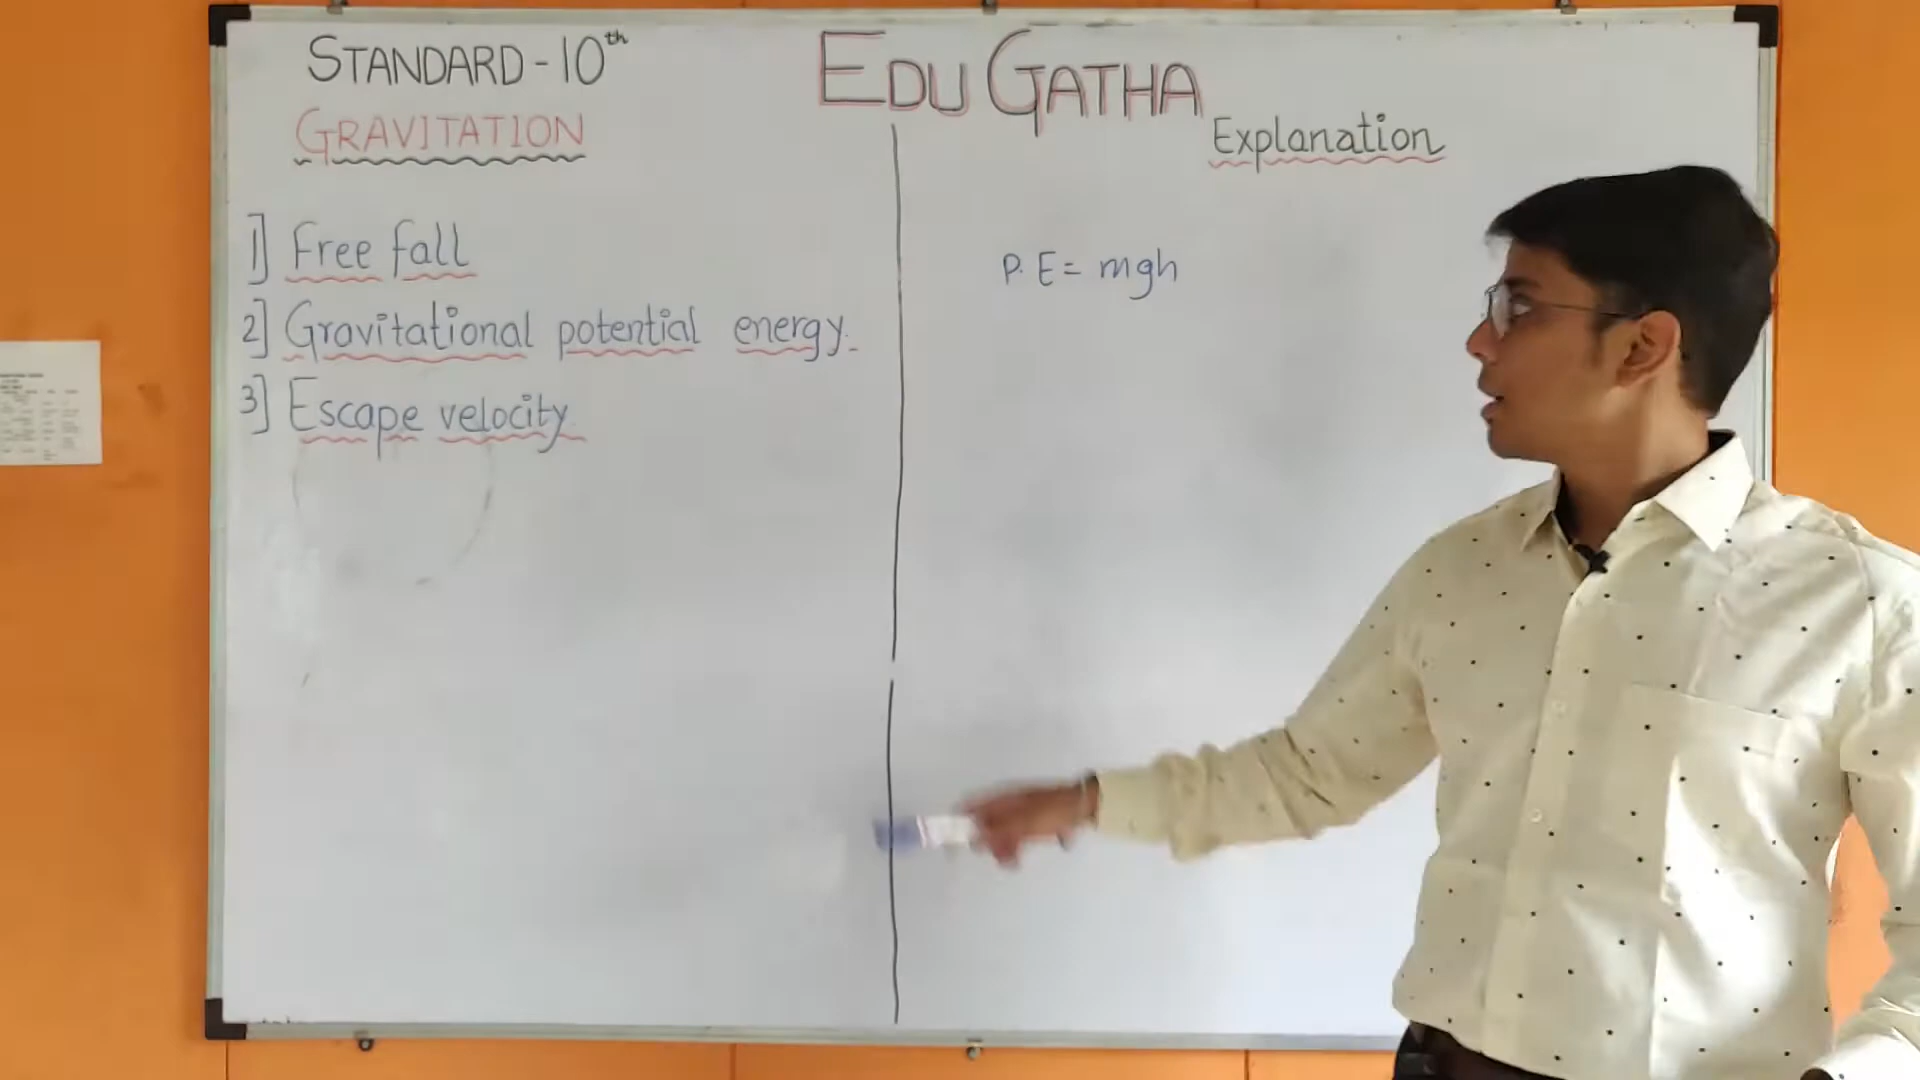 STANDARD - 10th
GRAVITATION
EDU GATHA
Explanation
1] Free fall
2] Gravitational potential energy.
3] Escape velocity.
P. E = mgh